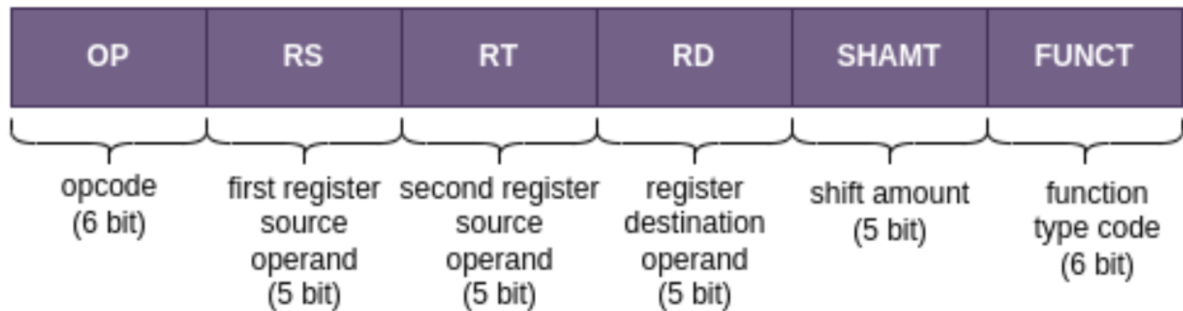 OP RS RT RD SHAMT FUNCT
opcode
(6 bit)
first register
source
operand
(5 bit)
second register
source
operand
(5 bit)
register
destination
operand
(5 bit)
shift amount
(5 bit)
function
type code
(6 bit)